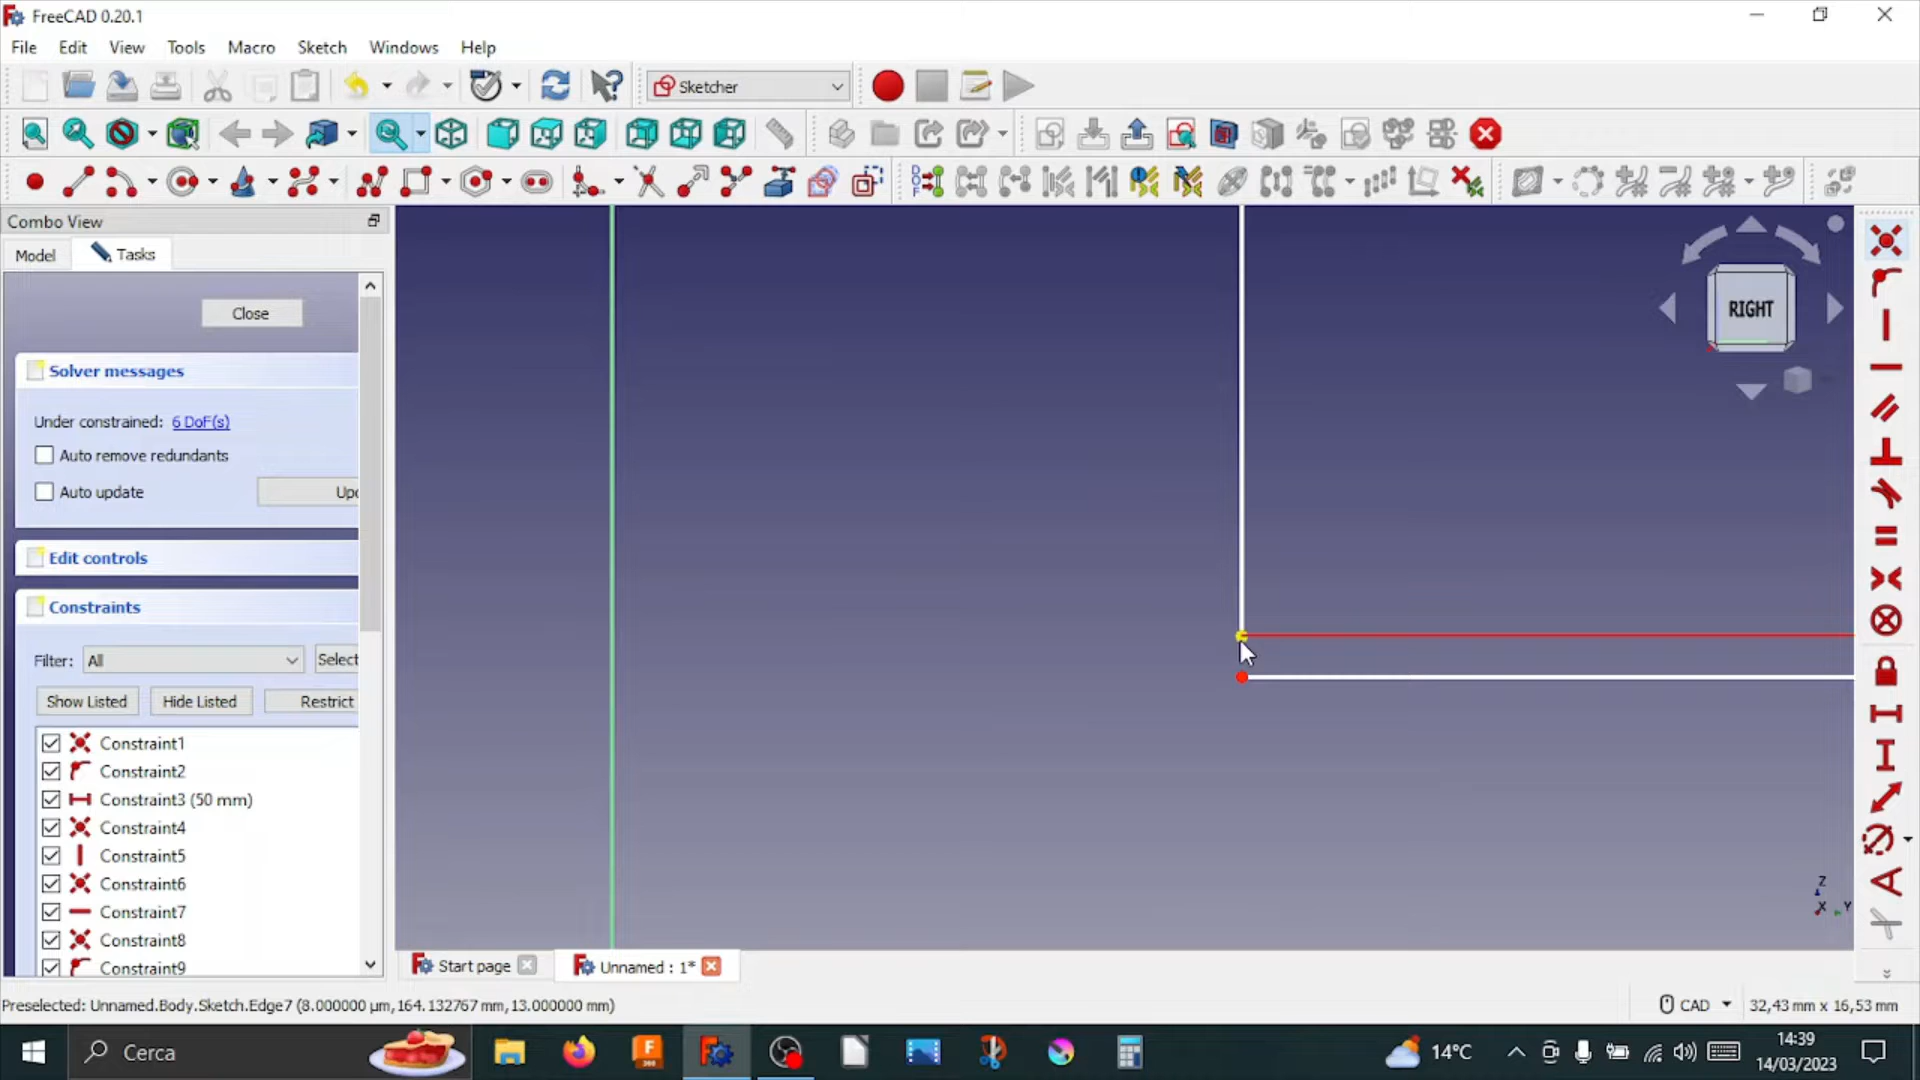 FreeCAD 0.20.1
File Edit View Tools Macro Sketch Windows Help
Sketcher
Combo View
Model Tasks
Close
Solver messages
Under constrained: 6 DoF(s)
Auto remove redundants
Auto update
Upd
Edit controls
Constraints
Filter: All Select
Show Listed Hide Listed Restrict
Constraint1
Constraint2
Constraint3 (50 mm)
Constraint4
Constraint5
Constraint6
Constraint7
Constraint8
Constraint9
RIGHT
Z
X Y
Start page Unnamed : 1*
Preselected: Unnamed.Body.Sketch.Edge7 (8.000000 µm,164.132767 mm,13.000000 mm)
CAD 32,43 mm x 16,53 mm
Cerca
F
360
14°C
14:39
14/03/2023